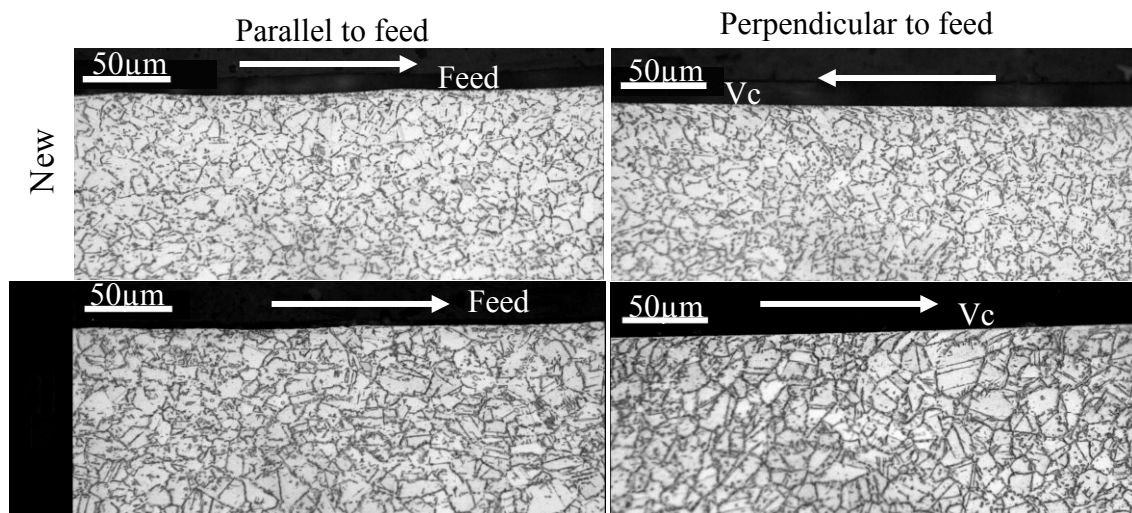 Parallel to feed
Perpendicular to feed
New
50µm
Feed
50µm
Vc
50µm
Feed
50µm
Vc